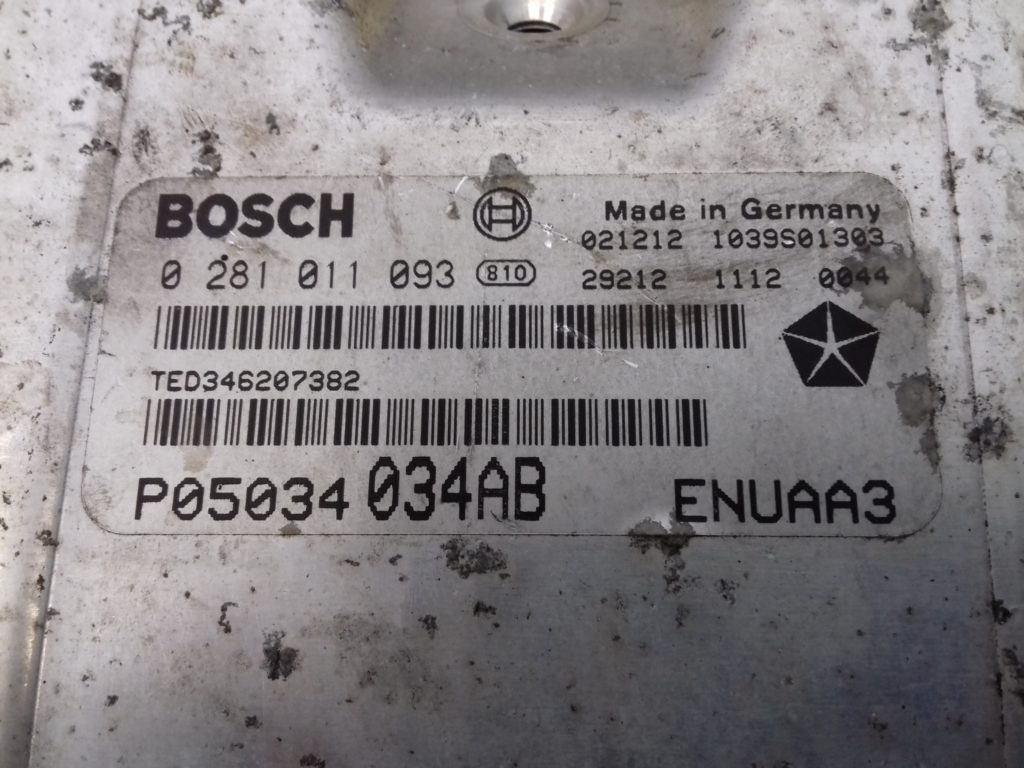 BOSCH
Made in Germany
021212 1039S01303
0 281 011 093 810
29212 1112 0044
TED346207382
P05034 034AB ENUAA3